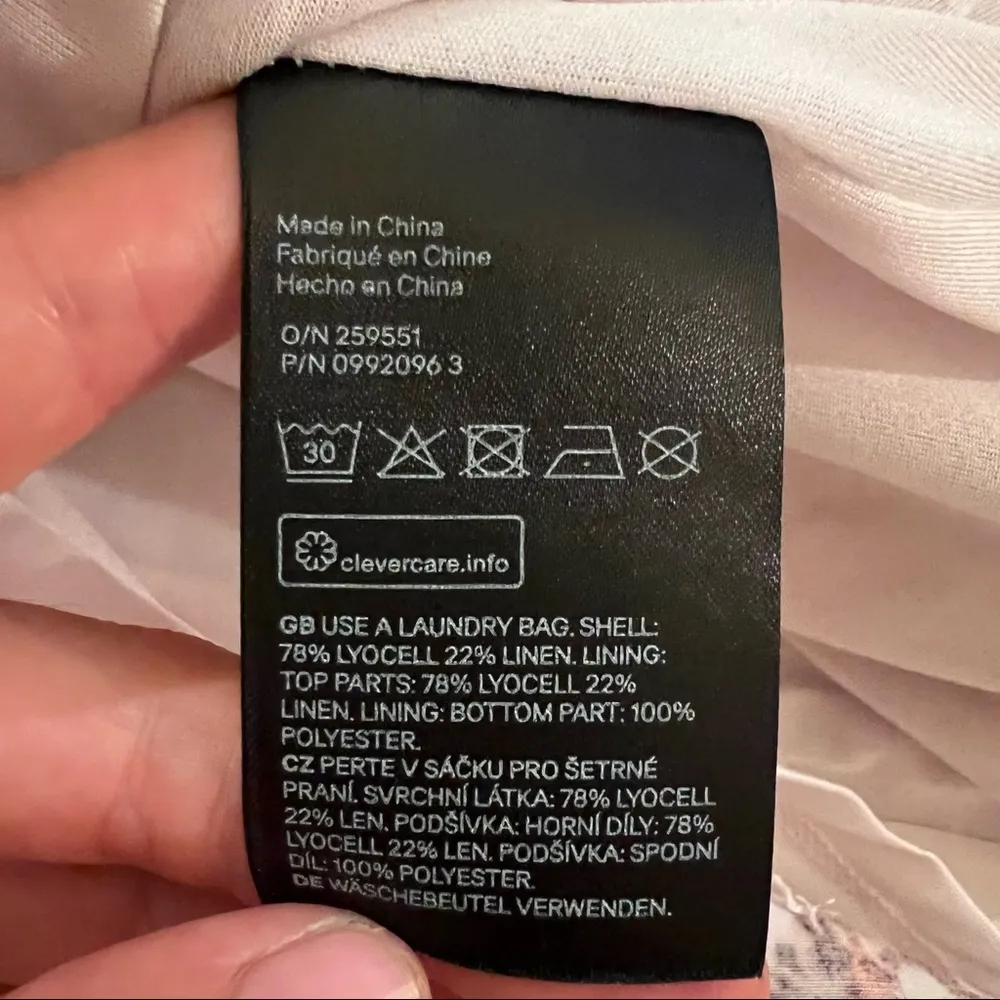 Made in China
Fabriqué en Chine
Hecho en China
O/N 259551
P/N 0992096 3
30
clevercare.info
GB USE A LAUNDRY BAG. SHELL:
78% LYOCELL 22% LINEN. LINING:
TOP PARTS: 78% LYOCELL 22%
LINEN. LINING: BOTTOM PART: 100%
POLYESTER.
CZ PERTE V SÁČKU PRO ŠETRNÉ
PRANÍ. SVRCHNÍ LÁTKA: 78% LYOCELL
22% LEN. PODŠÍVKA: HORNÍ DÍLY: 78%
LYOCELL 22% LEN. PODŠÍVKA: SPODNÍ
DÍL: 100% POLYESTER.
DE WÄSCHEBEUTEL VERWENDEN.